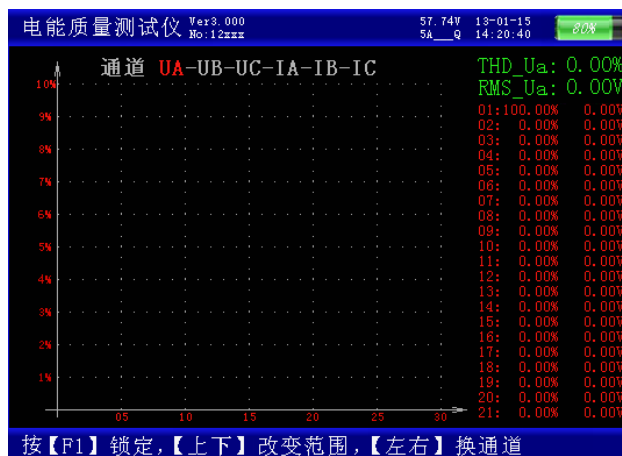 电能质量测试仪 Ver3.000 57.74V 13-01-15 80%
No:12xxx 5A__Q 14:20:40
通道 UA-UB-UC-IA-IB-IC THD_Ua: 0.00%
RMS_Ua: 0.00V
10%
9%
8%
7%
6%
5%
4%
3%
2%
1%
05 10 15 20 25 30
01:100.00% 0.00V
02: 0.00% 0.00V
03: 0.00% 0.00V
04: 0.00% 0.00V
05: 0.00% 0.00V
06: 0.00% 0.00V
07: 0.00% 0.00V
08: 0.00% 0.00V
09: 0.00% 0.00V
10: 0.00% 0.00V
11: 0.00% 0.00V
12: 0.00% 0.00V
13: 0.00% 0.00V
14: 0.00% 0.00V
15: 0.00% 0.00V
16: 0.00% 0.00V
17: 0.00% 0.00V
18: 0.00% 0.00V
19: 0.00% 0.00V
20: 0.00% 0.00V
21: 0.00% 0.00V
按【F1】锁定,【上下】改变范围,【左右】换通道